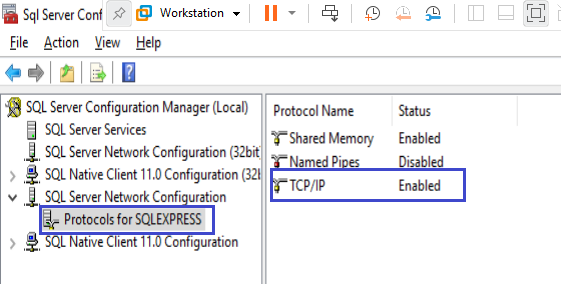 Sql Server Conf
Workstation
File Action View Help
SQL Server Configuration Manager (Local)
SQL Server Services
SQL Server Network Configuration (32bit
SQL Native Client 11.0 Configuration (32
SQL Server Network Configuration
Protocols for SQLEXPRESS
SQL Native Client 11.0 Configuration
Protocol Name Status
Shared Memory Enabled
Named Pipes Disabled
TCP/IP Enabled